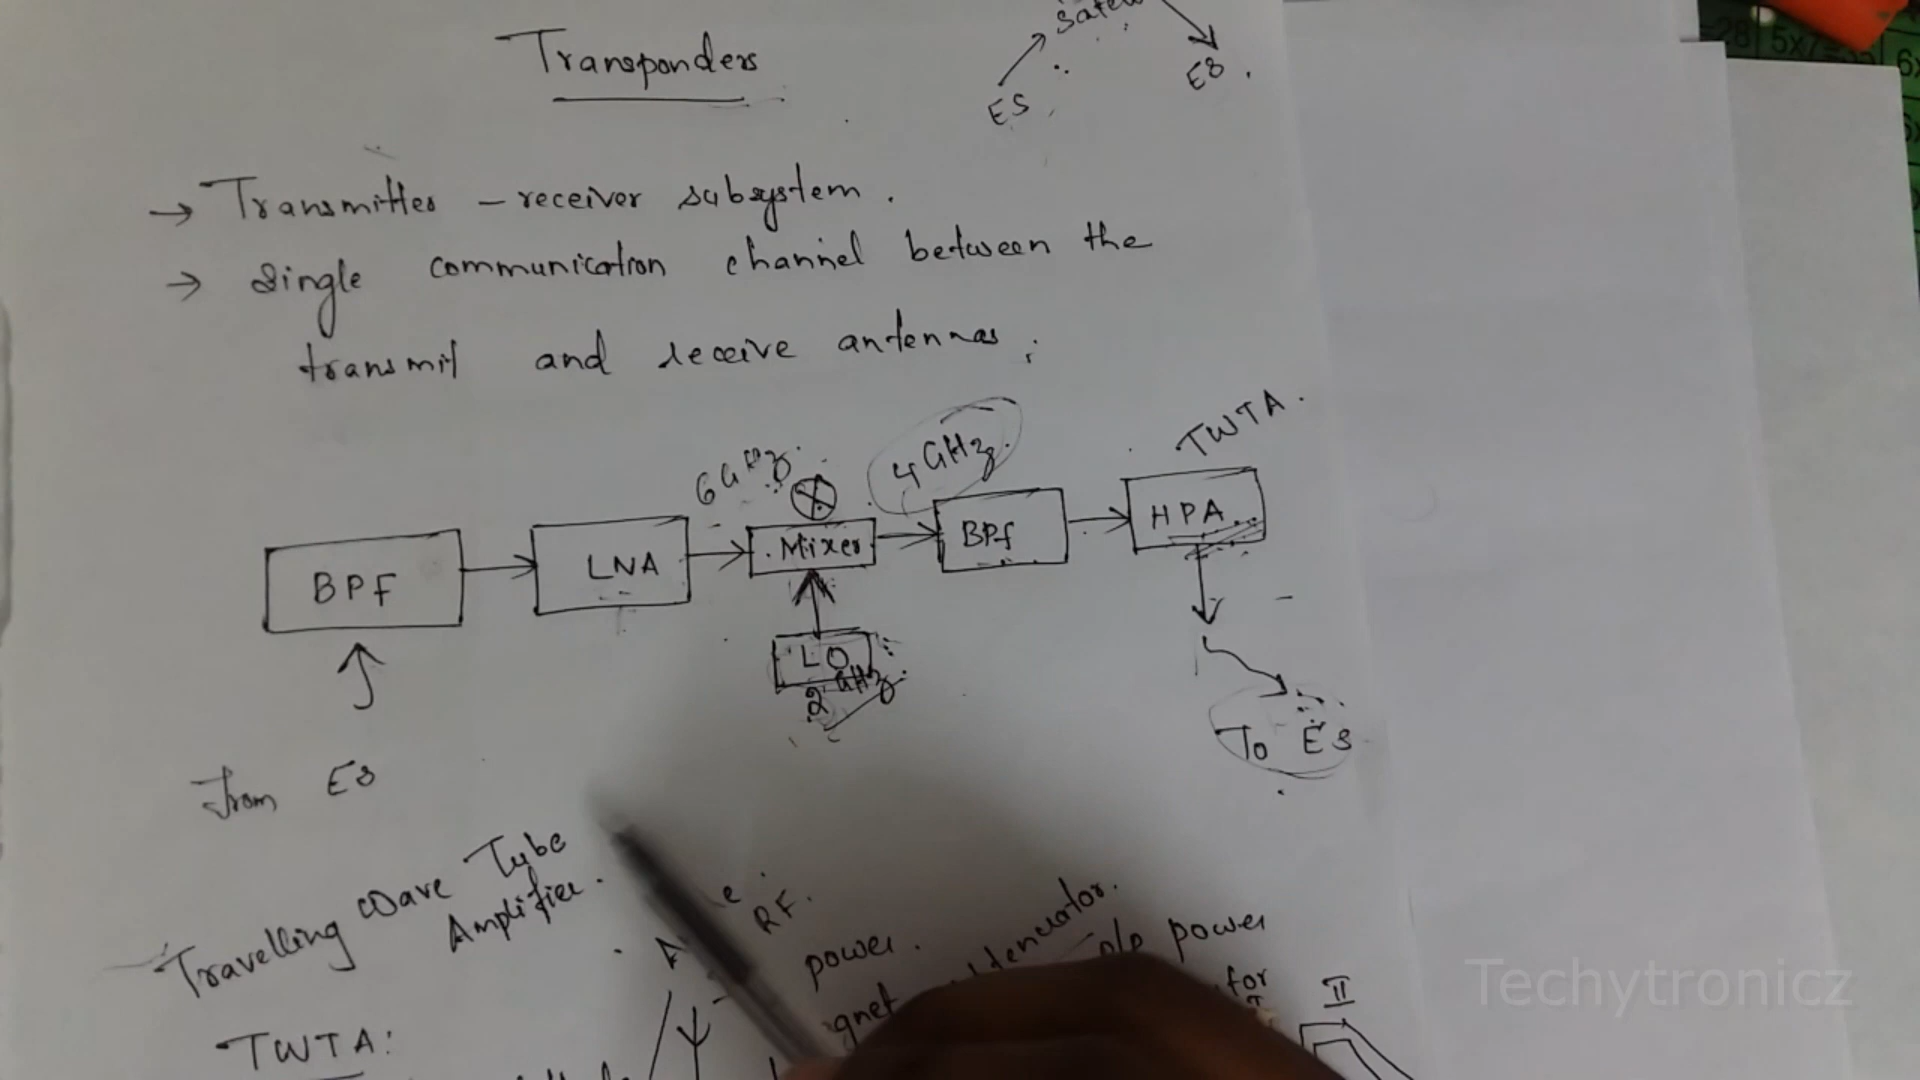 Transponders
ES
ES.
→ Transmitter - receiver subsystem.
→ Single communication channel between the
transmit and receive antennas.
TWTA.
6 GHz.
4 GHz.
BPF
LNA
Mixer
BPf
HPA
LO
2 GHz
From ES
To ES
Travelling wave Tube
Amplifier.
RF.
power.
o/p power
for
II
TWTA:
Techytronicz